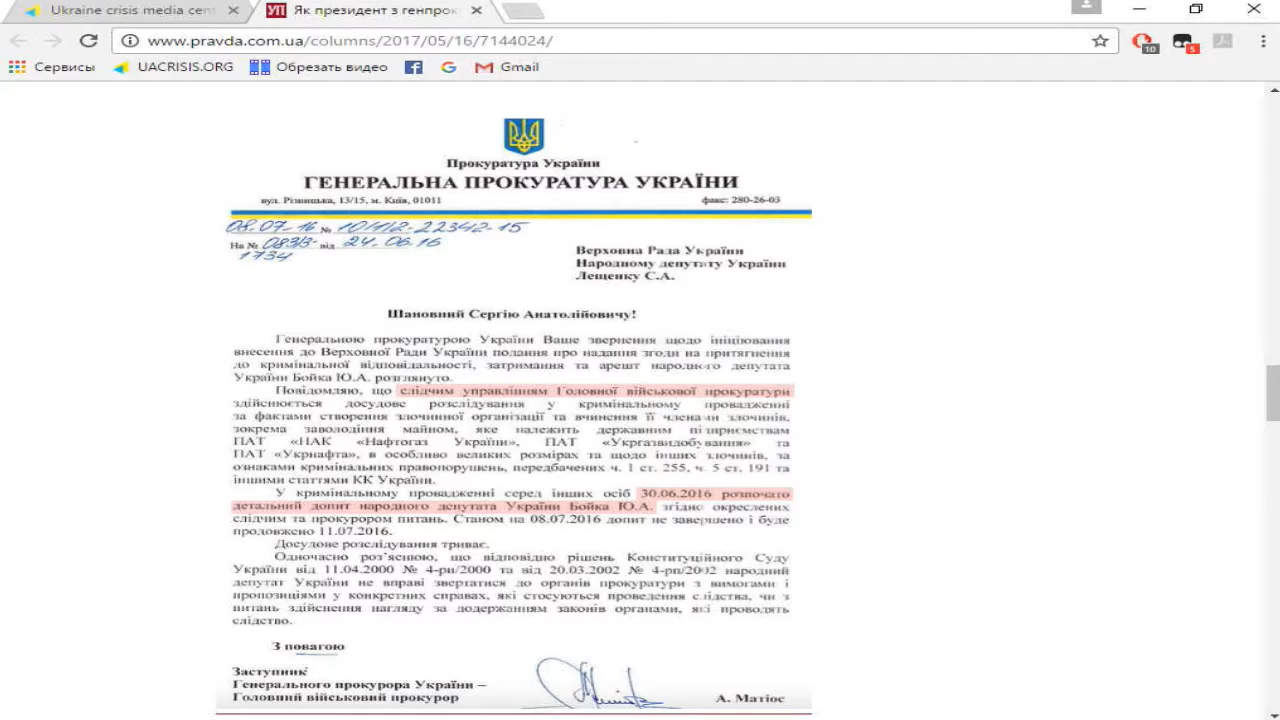 Ukraine crisis media cent
Як президент з генпрок
www.pravda.com.ua/columns/2017/05/16/7144024/
10
5
Сервисы
UACRISIS.ORG
Обрезать видео
Gmail
Прокуратура України
ГЕНЕРАЛЬНА ПРОКУРАТУРА УКРАЇНИ
вул. Різницька, 13/15, м. Київ, 01011
факс: 280-26-03
08.07-16 № 10/1/2-22342-15
На № 083/3- від 24.06.16
1734
Верховна Рада України
Народному депутату України
Лещенку С.А.
Шановний Сергію Анатолійовичу!
Генеральною прокуратурою України Ваше звернення щодо ініціювання
внесення до Верховної Ради України подання про надання згоди на притягнення
до кримінальної відповідальності, затримання та арешт народного депутата
України Бойка Ю.А. розглянуто.
Повідомляю, що слідчим управлінням Головної військової прокуратури
здійснюється досудове розслідування у кримінальному провадженні
за фактами створення злочинної організації та вчинення її членами злочинів,
зокрема заволодіння майном, яке належить державним підприємствам
ПАТ «НАК «Нафтогаз України», ПАТ «Укргазвидобування» та
ПАТ «Укрнафта», в особливо великих розмірах та щодо інших злочинів, за
ознаками кримінальних правопорушень, передбачених ч. 1 ст. 255, ч. 5 ст. 191 та
іншими статтями КК України.
У кримінальному провадженні серед інших осіб 30.06.2016 розпочато
детальний допит народного депутата України Бойка Ю.А. згідно окреслених
слідчим та прокурором питань. Станом на 08.07.2016 допит не завершено і буде
продовжено 11.07.2016.
Досудове розслідування триває.
Одночасно роз’яснюю, що відповідно рішень Конституційного Суду
України від 11.04.2000 № 4-рп/2000 та від 20.03.2002 № 4-рп/2002 народний
депутат України не вправі звертатися до органів прокуратури з вимогами і
пропозиціями у конкретних справах, які стосуються проведення слідства, чи з
питань здійснення нагляду за додержанням законів органами, які проводять
слідство.
З повагою
Заступник
Генерального прокурора України –
Головний військовий прокурор
А. Матіос